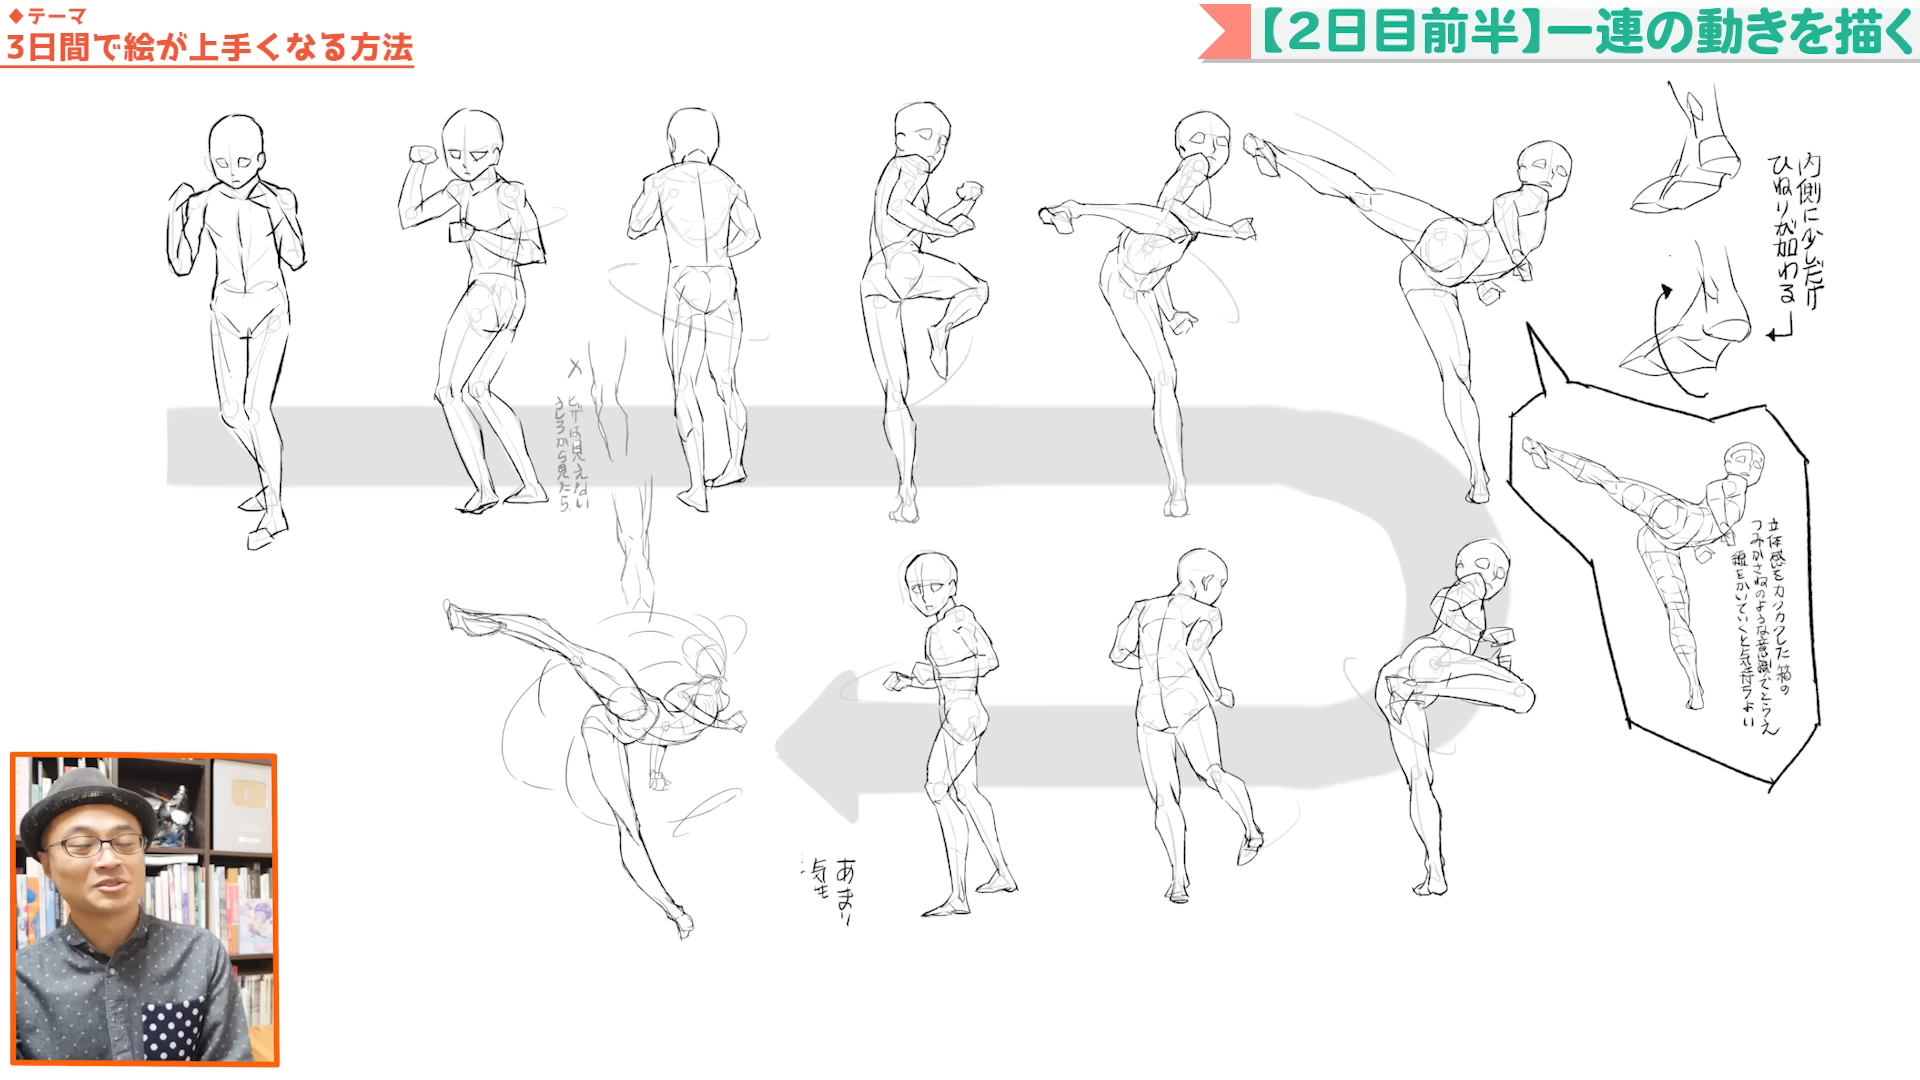 ◆テーマ
3日間で絵が上手くなる方法
【2日目前半】一連の動きを描く
内側に少しだけ
ひねりが加わる
×
うしろから見たら
ヒザは見えない
立体感をカクカクした箱の
つみかさねのような意識でとらえ
線をかいていくと気持ちよい
あまり
気を